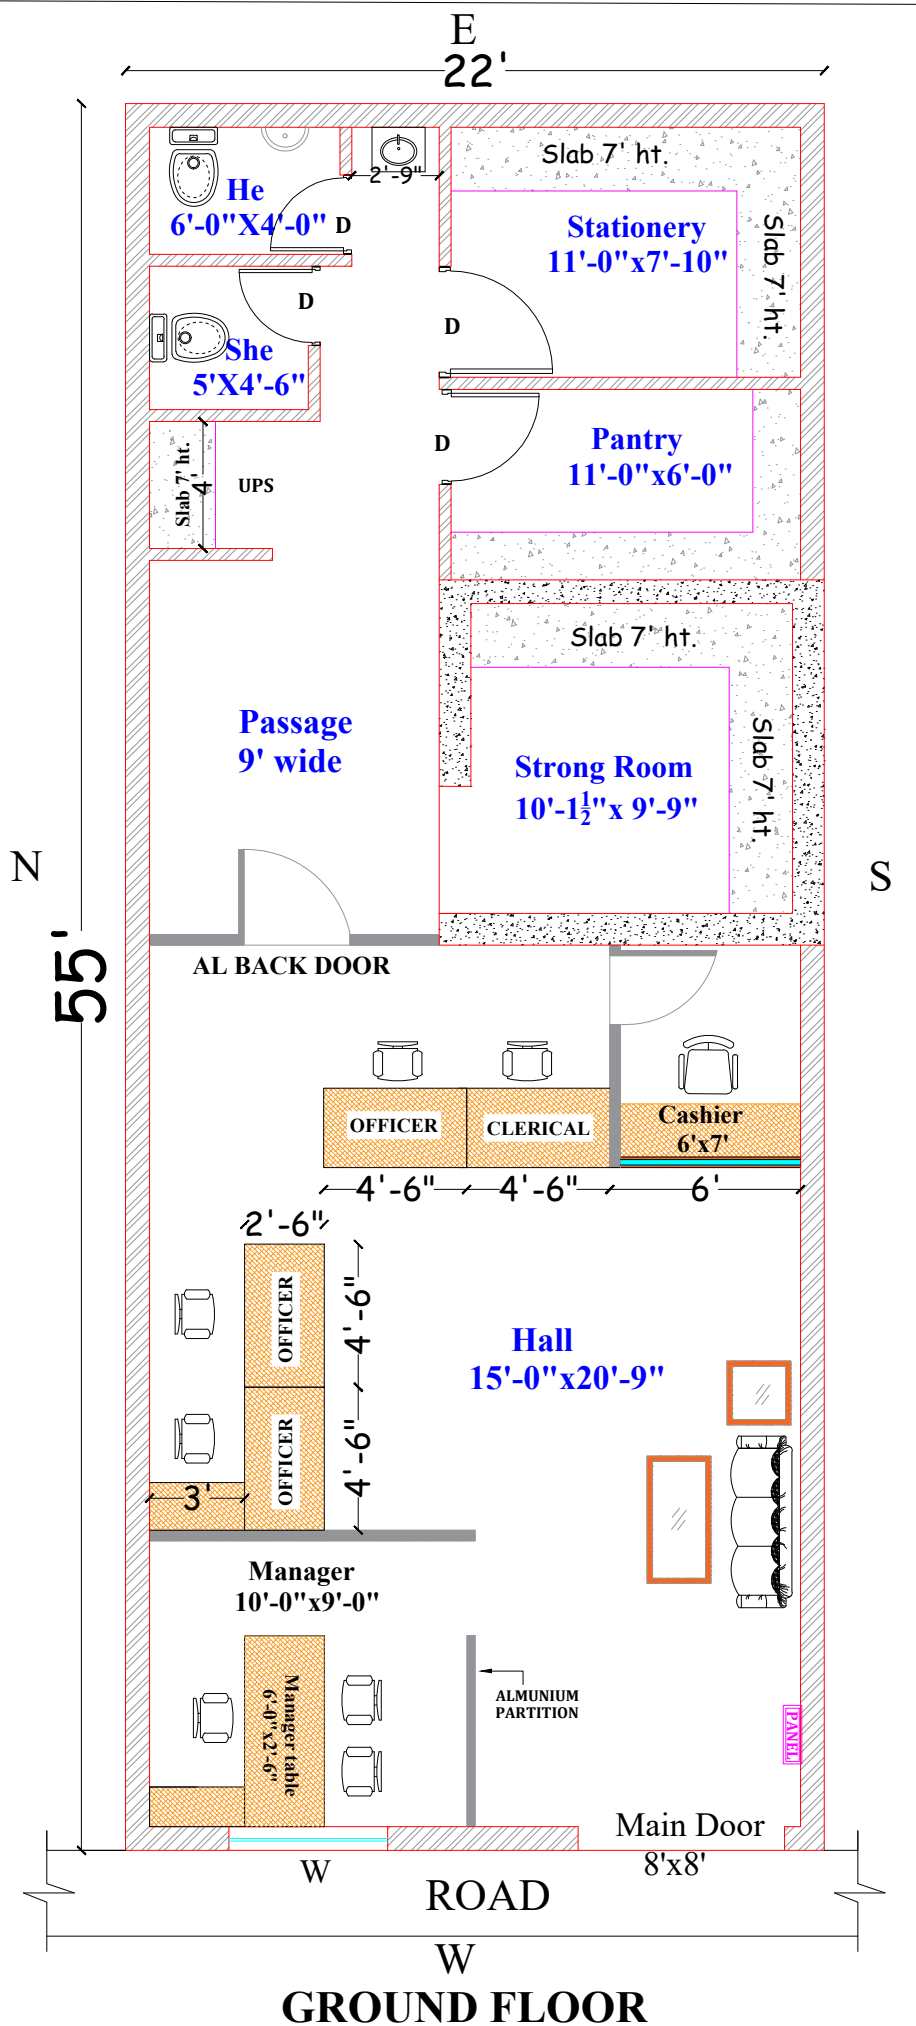 E
22'
Slab 7' ht.
2'-9"
He
6'-0"X4'-0"
D
Stationery
11'-0"x7'-10"
Slab 7' ht.
D
D
She
5'X4'-6"
Pantry
11'-0"x6'-0"
D
Slab 7' ht.
4'
UPS
Slab 7' ht.
Passage
9' wide
Slab 7' ht.
Strong Room
10'-1½"x 9'-9"
N
S
55'
AL BACK DOOR
OFFICER
CLERICAL
Cashier
6'x7'
4'-6"
4'-6"
6'
2'-6"
OFFICER
4'-6"
Hall
15'-0"x20'-9"
OFFICER
4'-6"
3'
Manager
10'-0"x9'-0"
Manager table
6'-0"x2'-6"
ALMUNIUM
PARTITION
PANEL
Main Door
8'x8'
W
ROAD
W
GROUND FLOOR